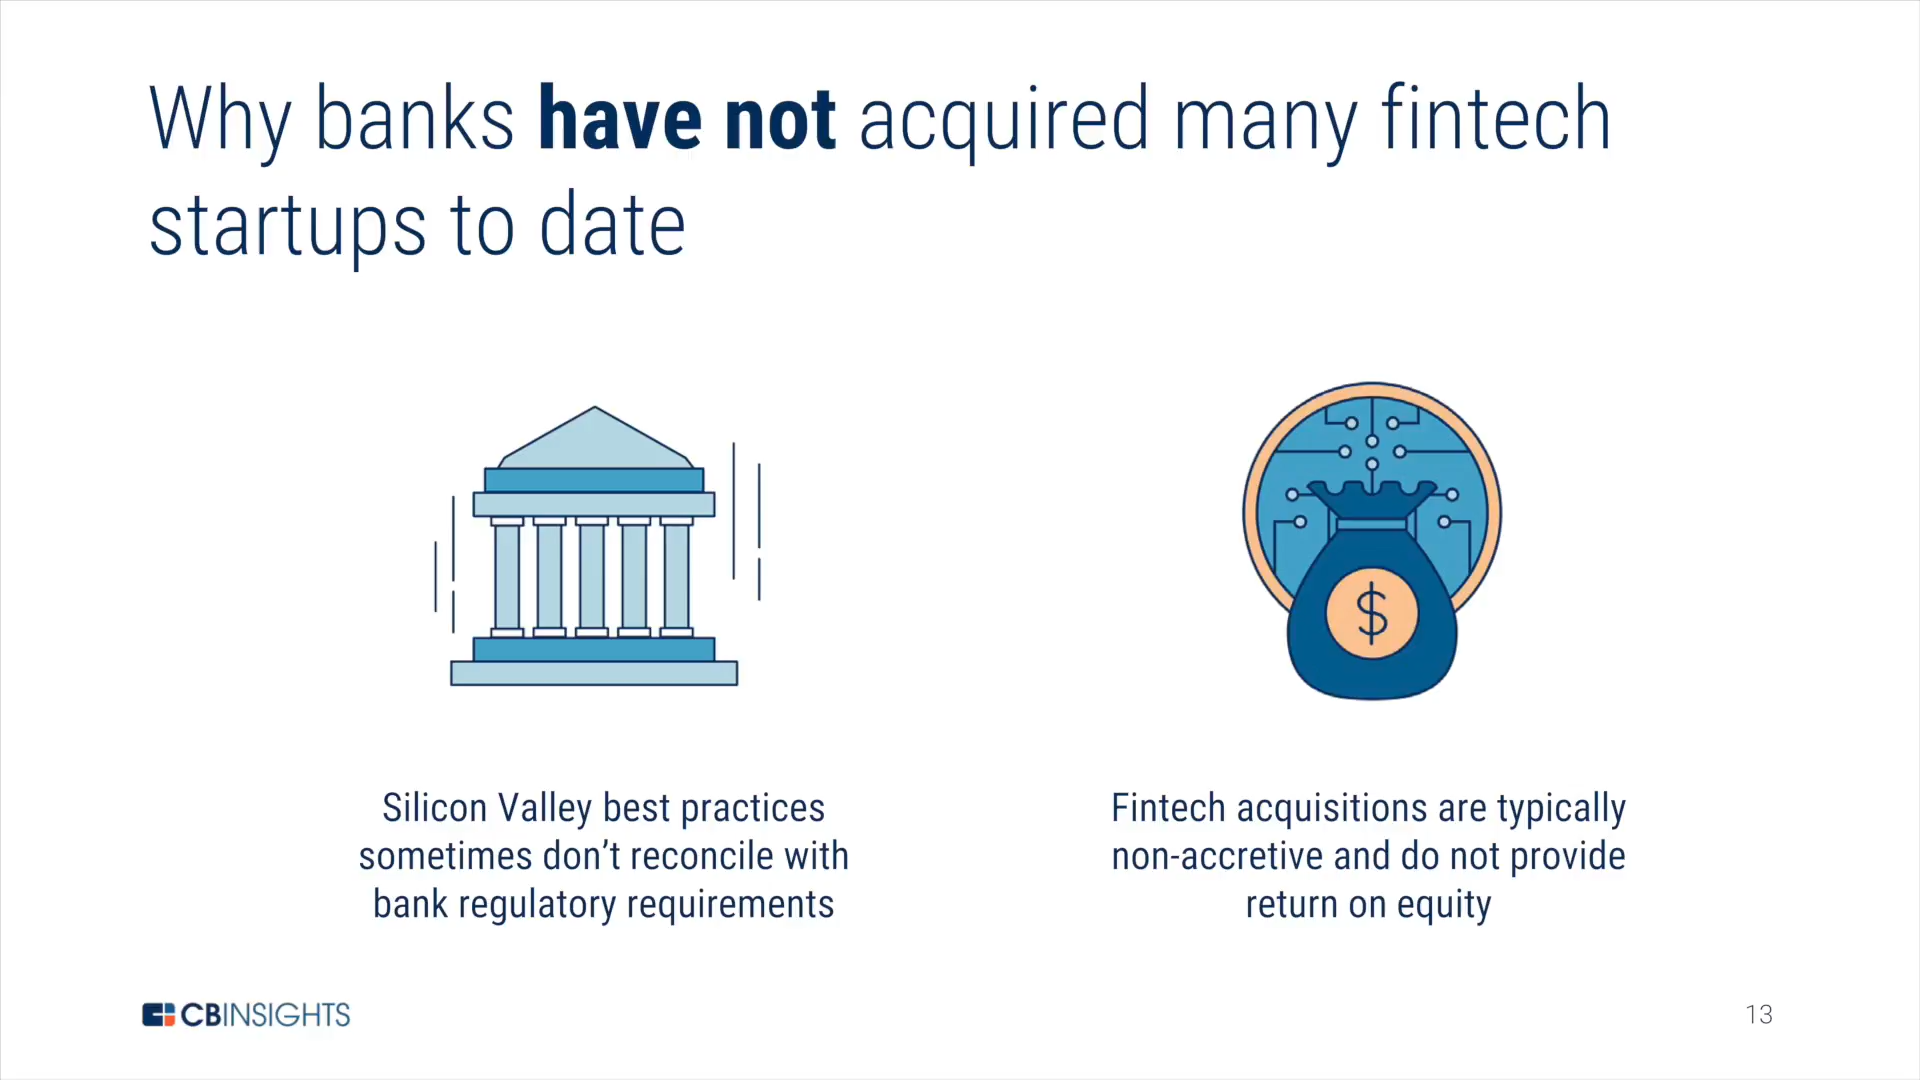 Why banks have not acquired many fintech
startups to date
$
Silicon Valley best practices
sometimes don’t reconcile with
bank regulatory requirements
Fintech acquisitions are typically
non-accretive and do not provide
return on equity
CBINSIGHTS
13